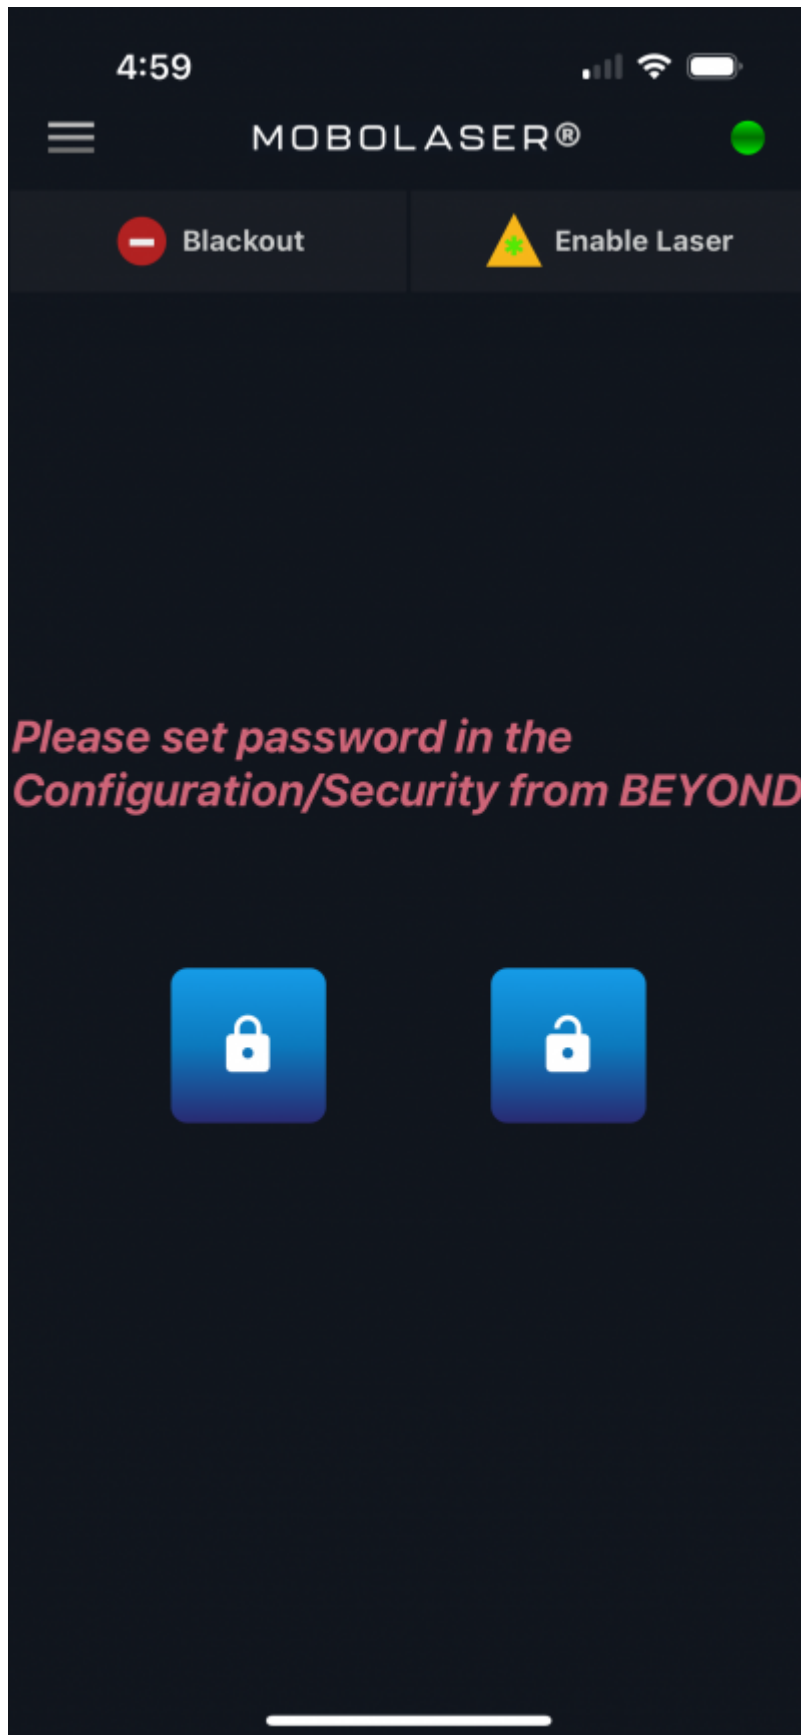 4:59
MOBOLASER®
Blackout
Enable Laser
Please set password in the
Configuration/Security from BEYOND